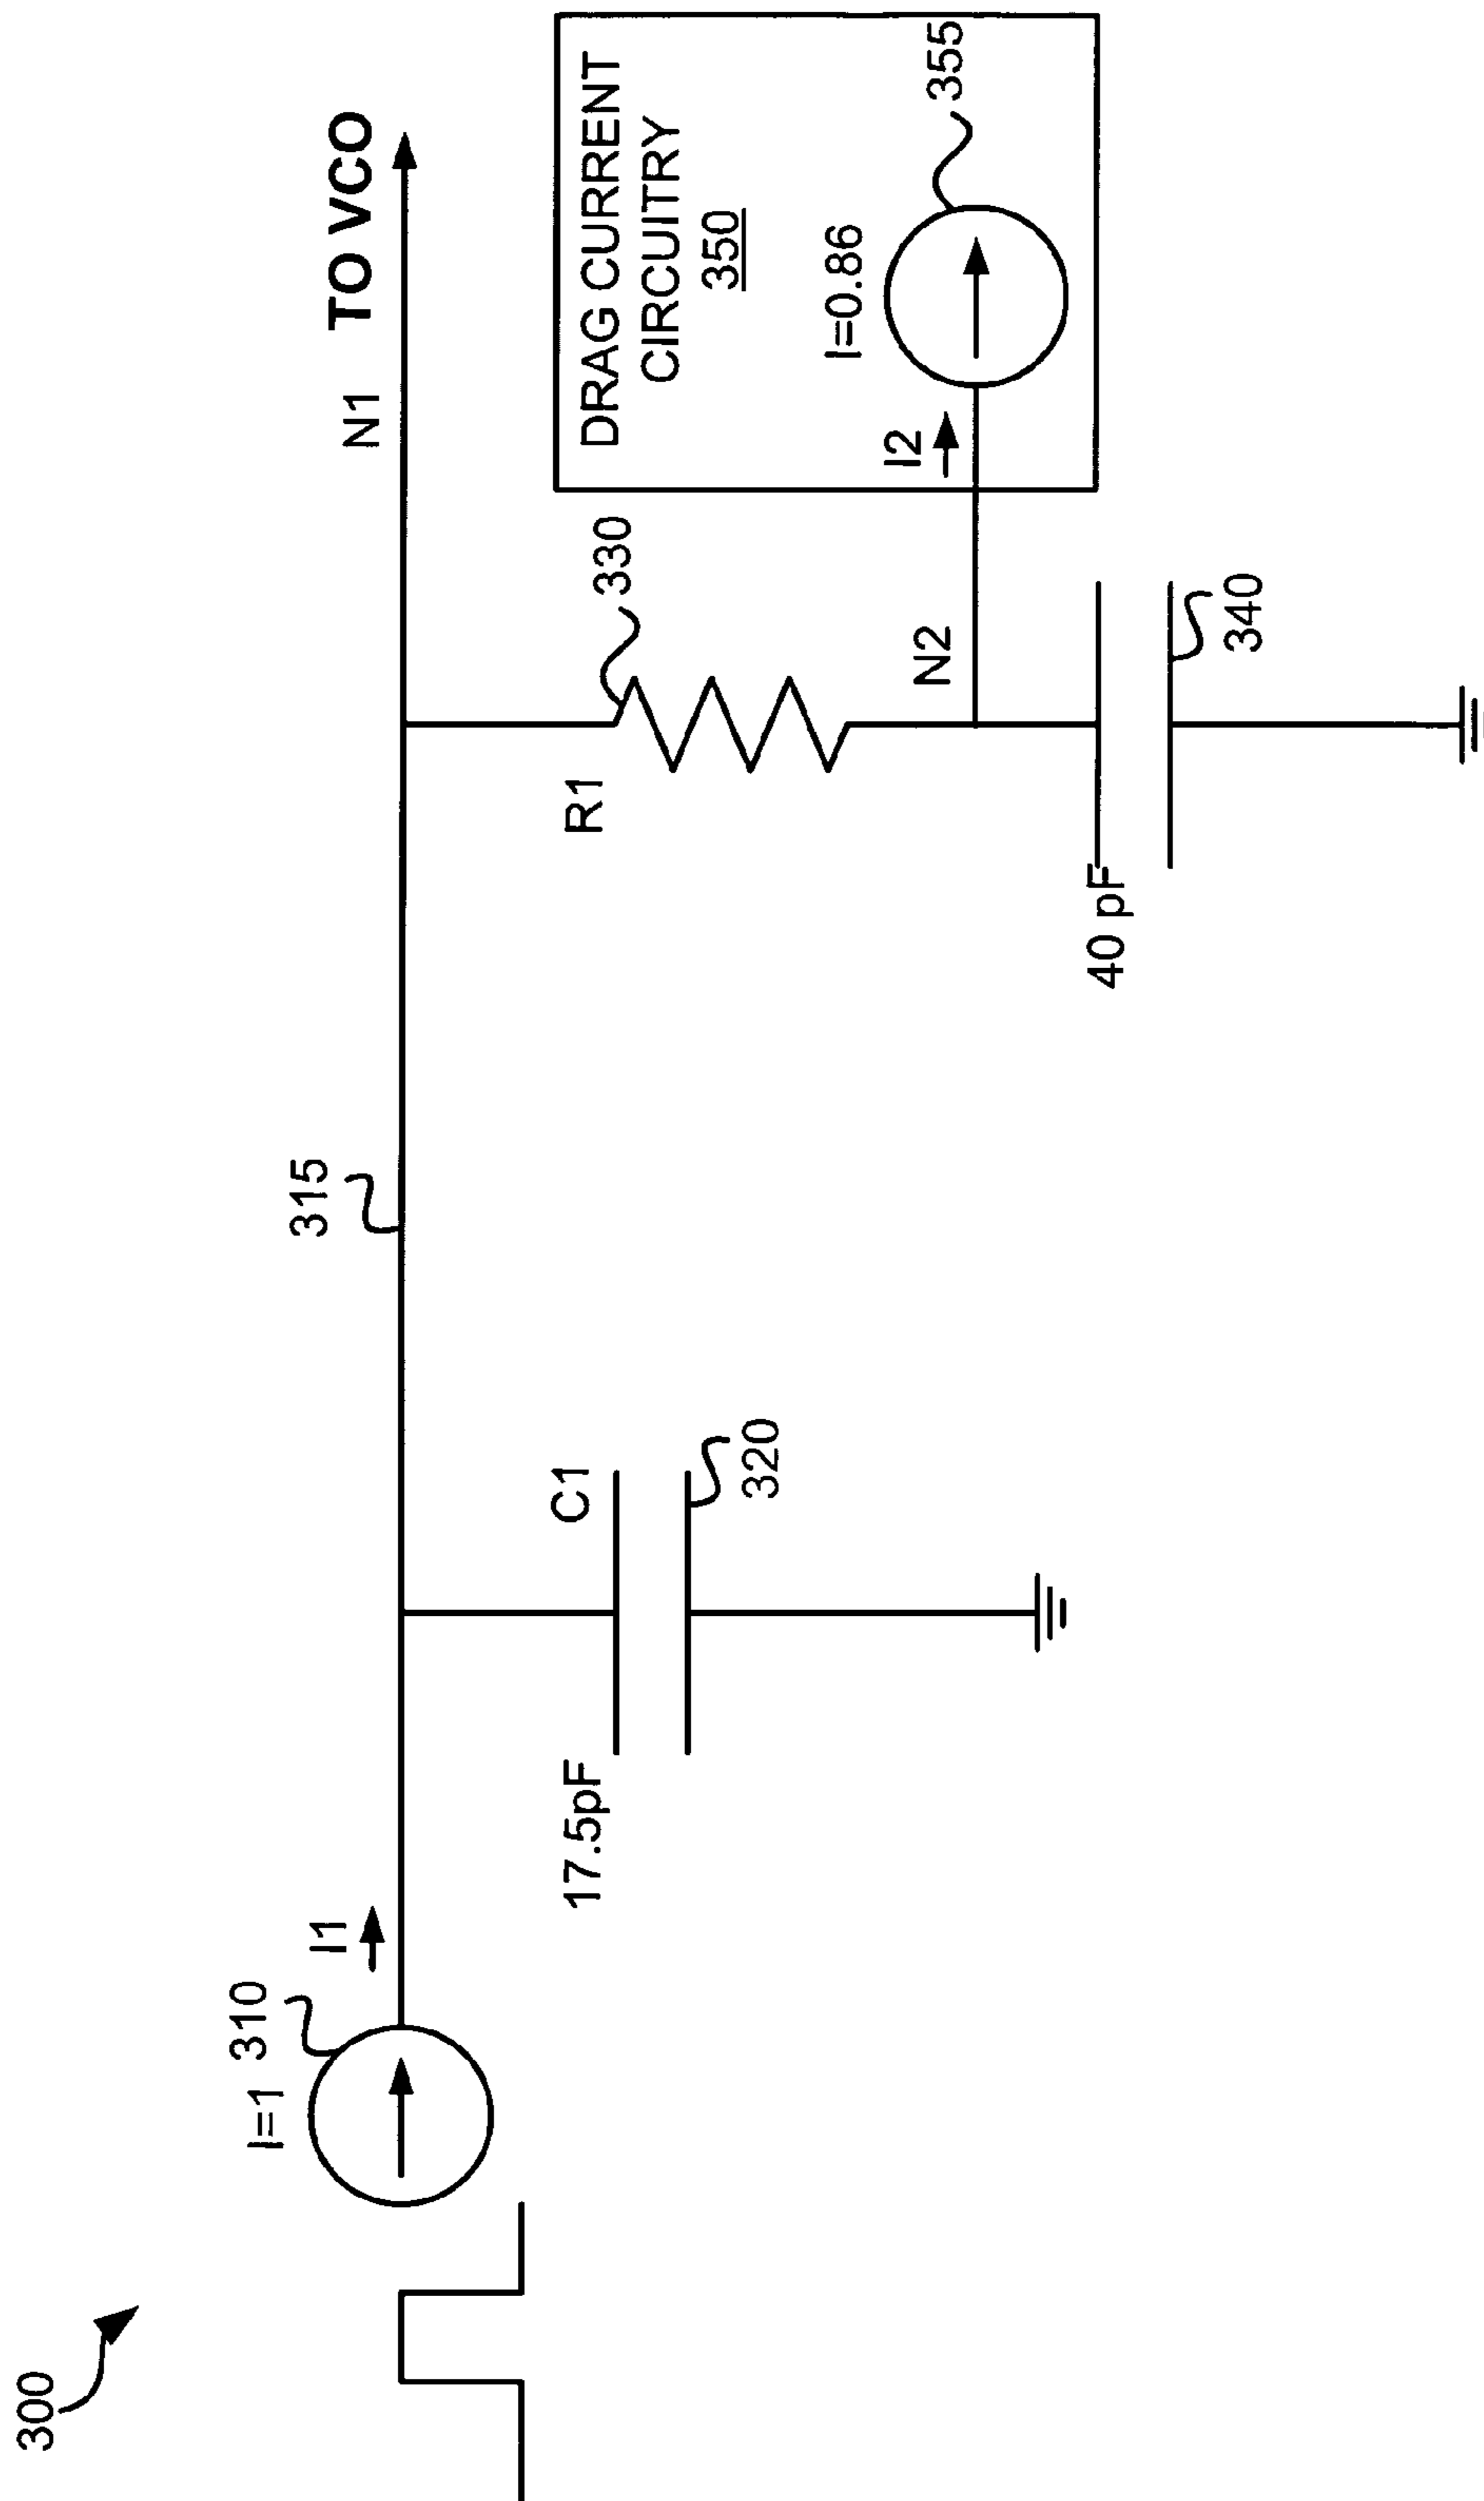 300
I=1
310
I1
17.5pF
C1
320
315
R1
330
40 pF
340
N2
N1
TO VCO
DRAG CURRENT
CIRCUITRY
350
I2
I=0.86
355